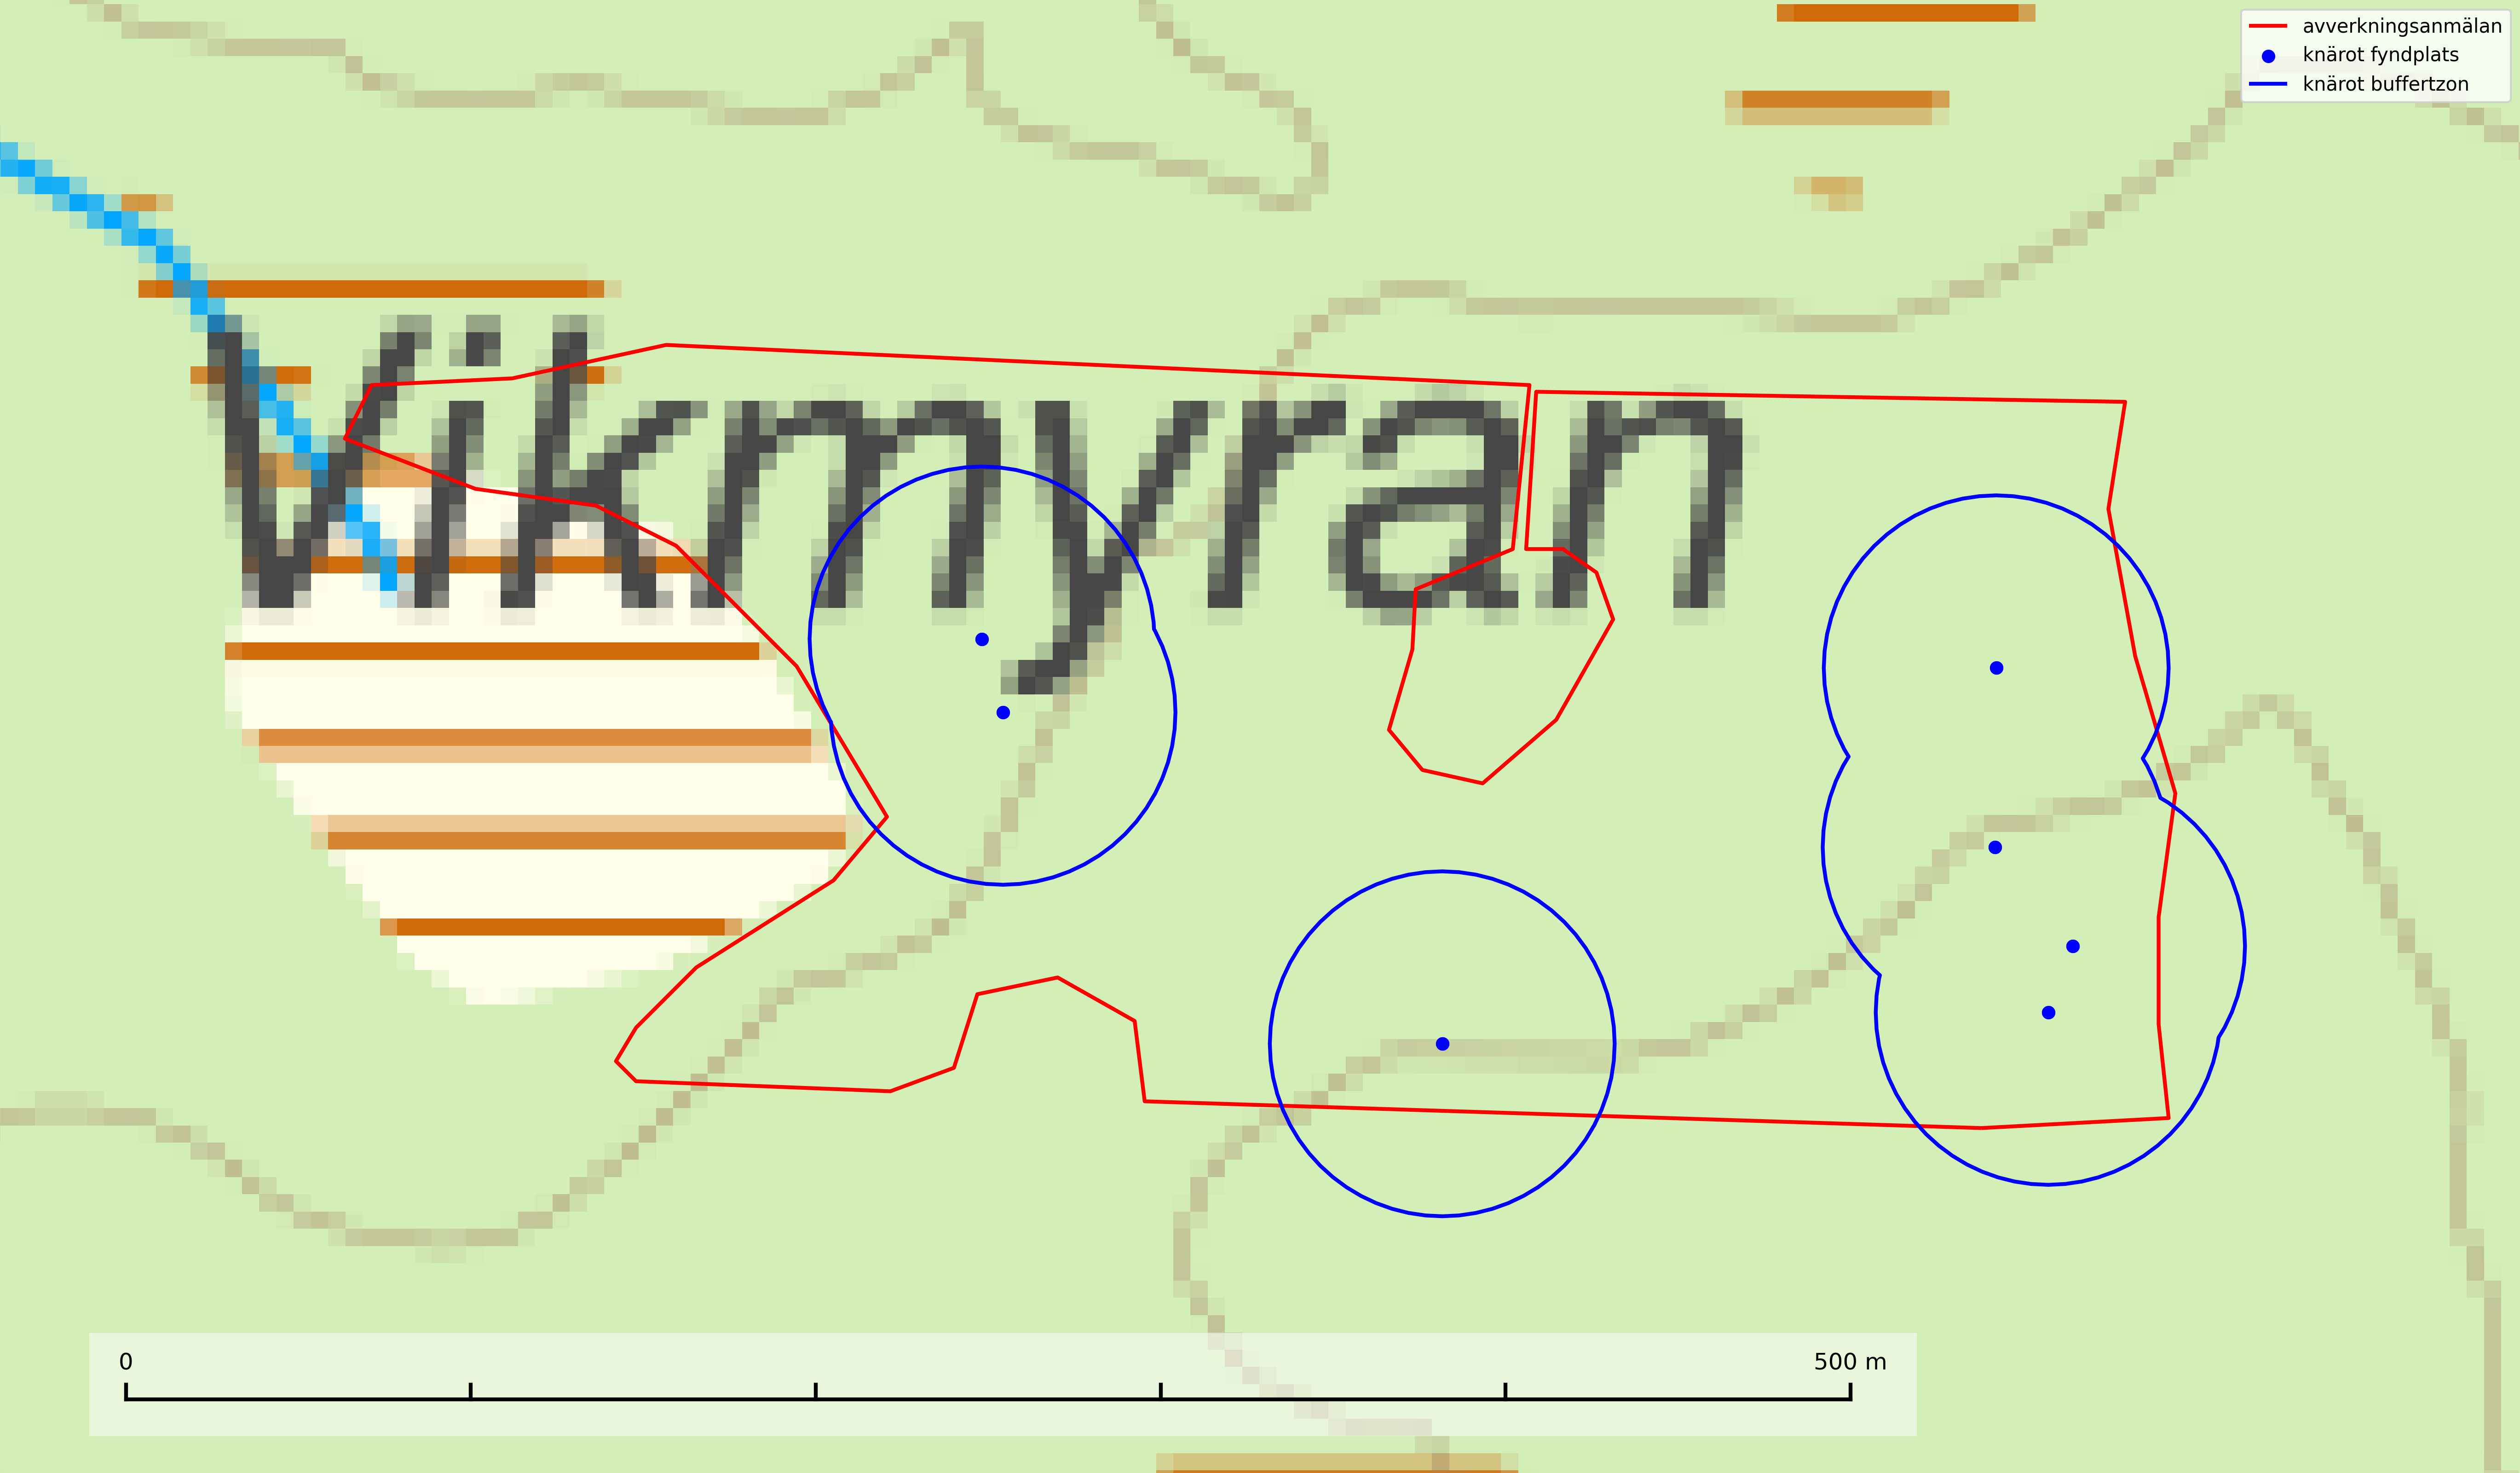 avverkningsanmälan
knärot fyndplats
knärot buffertzon
Vikmyran
0 500 m